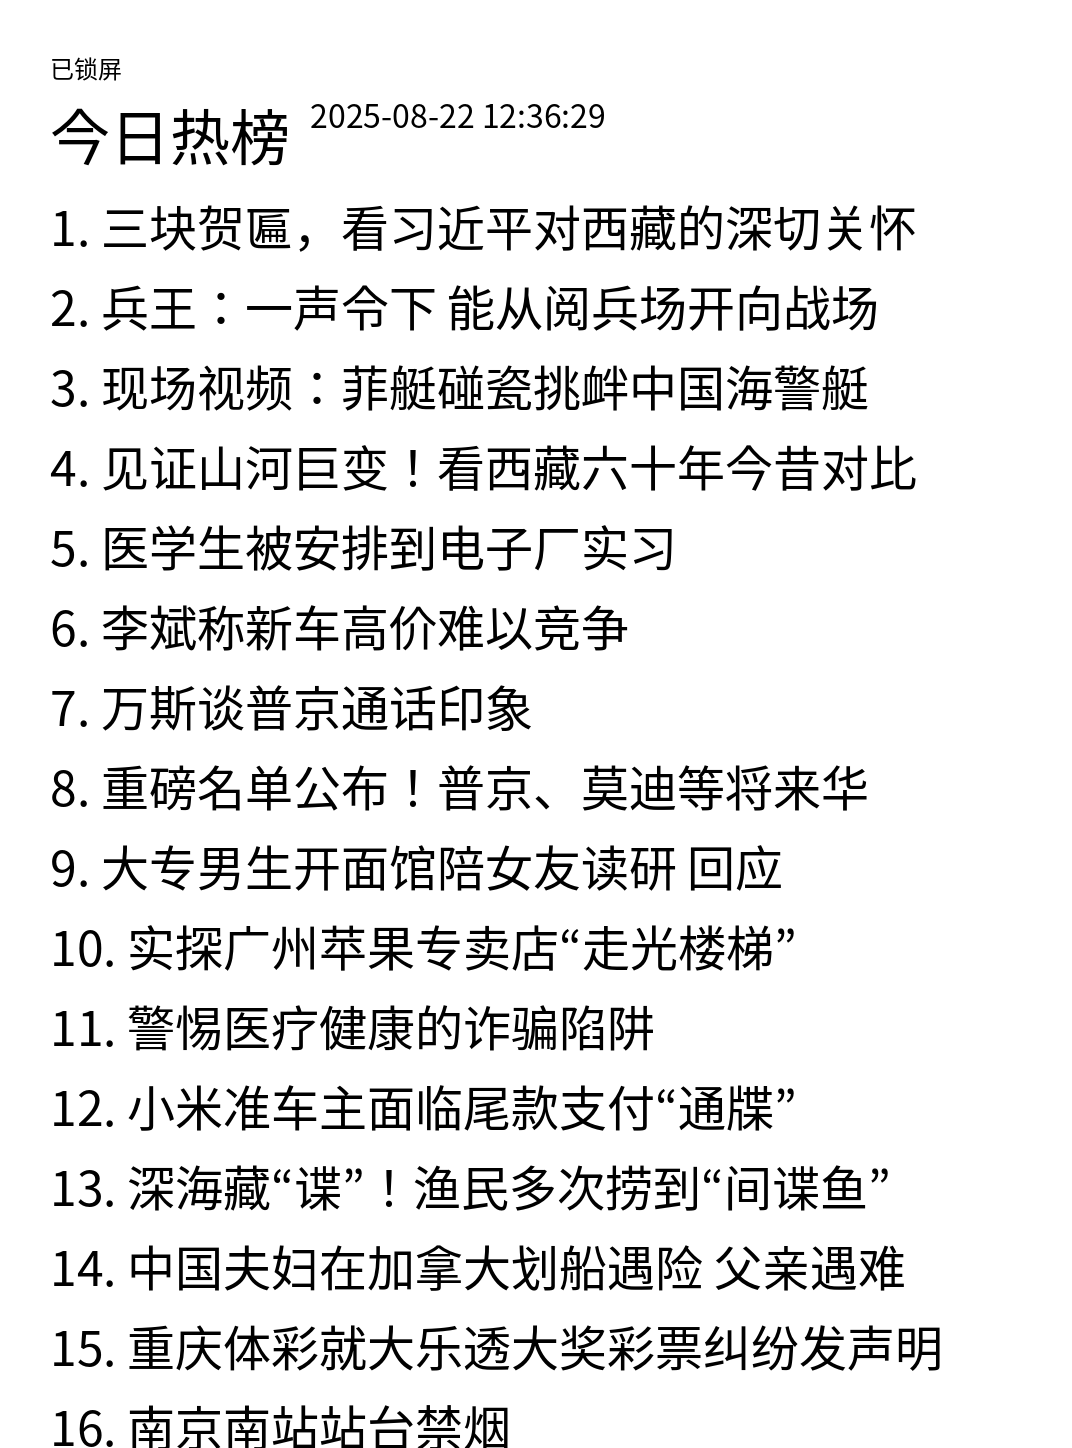 已锁屏
今日热榜 2025-08-22 12:36:29
1. 三块贺匾，看习近平对西藏的深切关怀
2. 兵王：一声令下 能从阅兵场开向战场
3. 现场视频：菲艇碰瓷挑衅中国海警艇
4. 见证山河巨变！看西藏六十年今昔对比
5. 医学生被安排到电子厂实习
6. 李斌称新车高价难以竞争
7. 万斯谈普京通话印象
8. 重磅名单公布！普京、莫迪等将来华
9. 大专男生开面馆陪女友读研 回应
10. 实探广州苹果专卖店“走光楼梯”
11. 警惕医疗健康的诈骗陷阱
12. 小米准车主面临尾款支付“通牒”
13. 深海藏“谍”！渔民多次捞到“间谍鱼”
14. 中国夫妇在加拿大划船遇险 父亲遇难
15. 重庆体彩就大乐透大奖彩票纠纷发声明
16. 南京南站站台禁烟